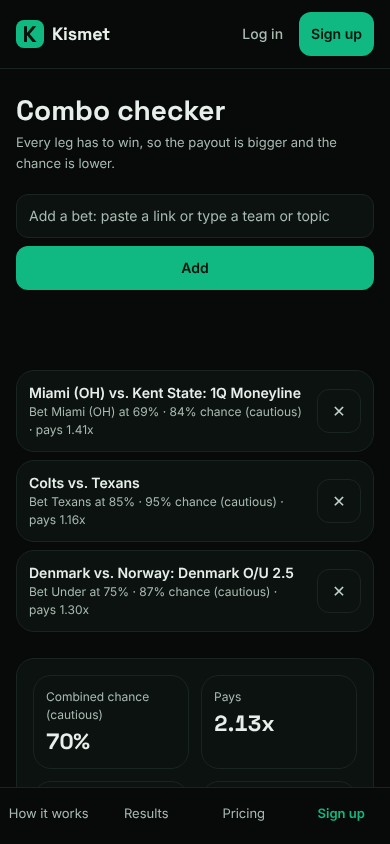 K Kismet
Log in
Sign up
Combo checker
Every leg has to win, so the payout is bigger and the
chance is lower.
Add a bet: paste a link or type a team or topic
Add
Miami (OH) vs. Kent State: 1Q Moneyline
Bet Miami (OH) at 69% · 84% chance (cautious)
· pays 1.41x
✕
Colts vs. Texans
Bet Texans at 85% · 95% chance (cautious) ·
pays 1.16x
✕
Denmark vs. Norway: Denmark O/U 2.5
Bet Under at 75% · 87% chance (cautious) ·
pays 1.30x
✕
Combined chance
(cautious)
70%
Pays
2.13x
How it works
Results
Pricing
Sign up